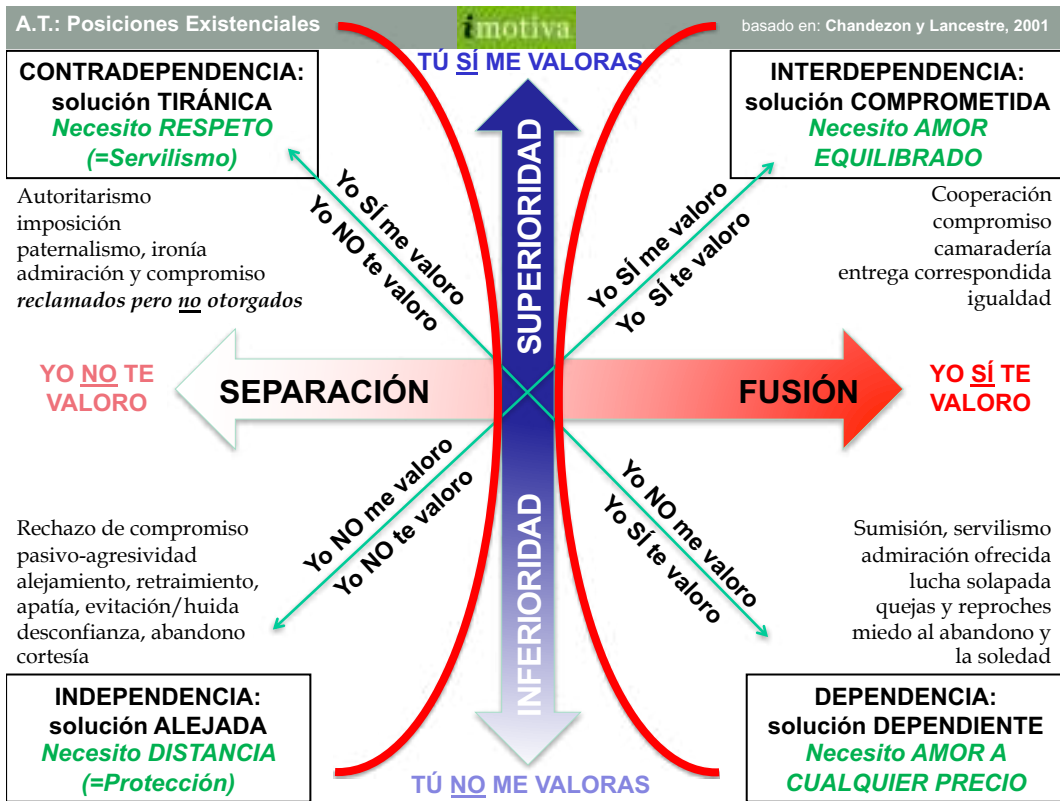 A.T.: Posiciones Existenciales
imotiva
basado en: Chandezon y Lancestre, 2001
TÚ SÍ ME VALORAS
CONTRADEPENDENCIA:
solución TIRÁNICA
Necesito RESPETO
(=Servilismo)
INTERDEPENDENCIA:
solución COMPROMETIDA
Necesito AMOR
EQUILIBRADO
Autoritarismo
imposición
paternalismo, ironía
admiración y compromiso
reclamados pero no otorgados
Yo SÍ me valoro
Yo NO te valoro
SUPERIORIDAD
Yo SÍ me valoro
Yo SÍ te valoro
Cooperación
compromiso
camaradería
entrega correspondida
igualdad
YO NO TE
VALORO
SEPARACIÓN
FUSIÓN
YO SÍ TE
VALORO
Rechazo de compromiso
pasivo-agresividad
alejamiento, retraimiento,
apatía, evitación/huida
desconfianza, abandono
cortesía
Yo NO me valoro
Yo NO te valoro
INFERIORIDAD
Yo NO me valoro
Yo SÍ te valoro
Sumisión, servilismo
admiración ofrecida
lucha solapada
quejas y reproches
miedo al abandono y
la soledad
INDEPENDENCIA:
solución ALEJADA
Necesito DISTANCIA
(=Protección)
TÚ NO ME VALORAS
DEPENDENCIA:
solución DEPENDIENTE
Necesito AMOR A
CUALQUIER PRECIO